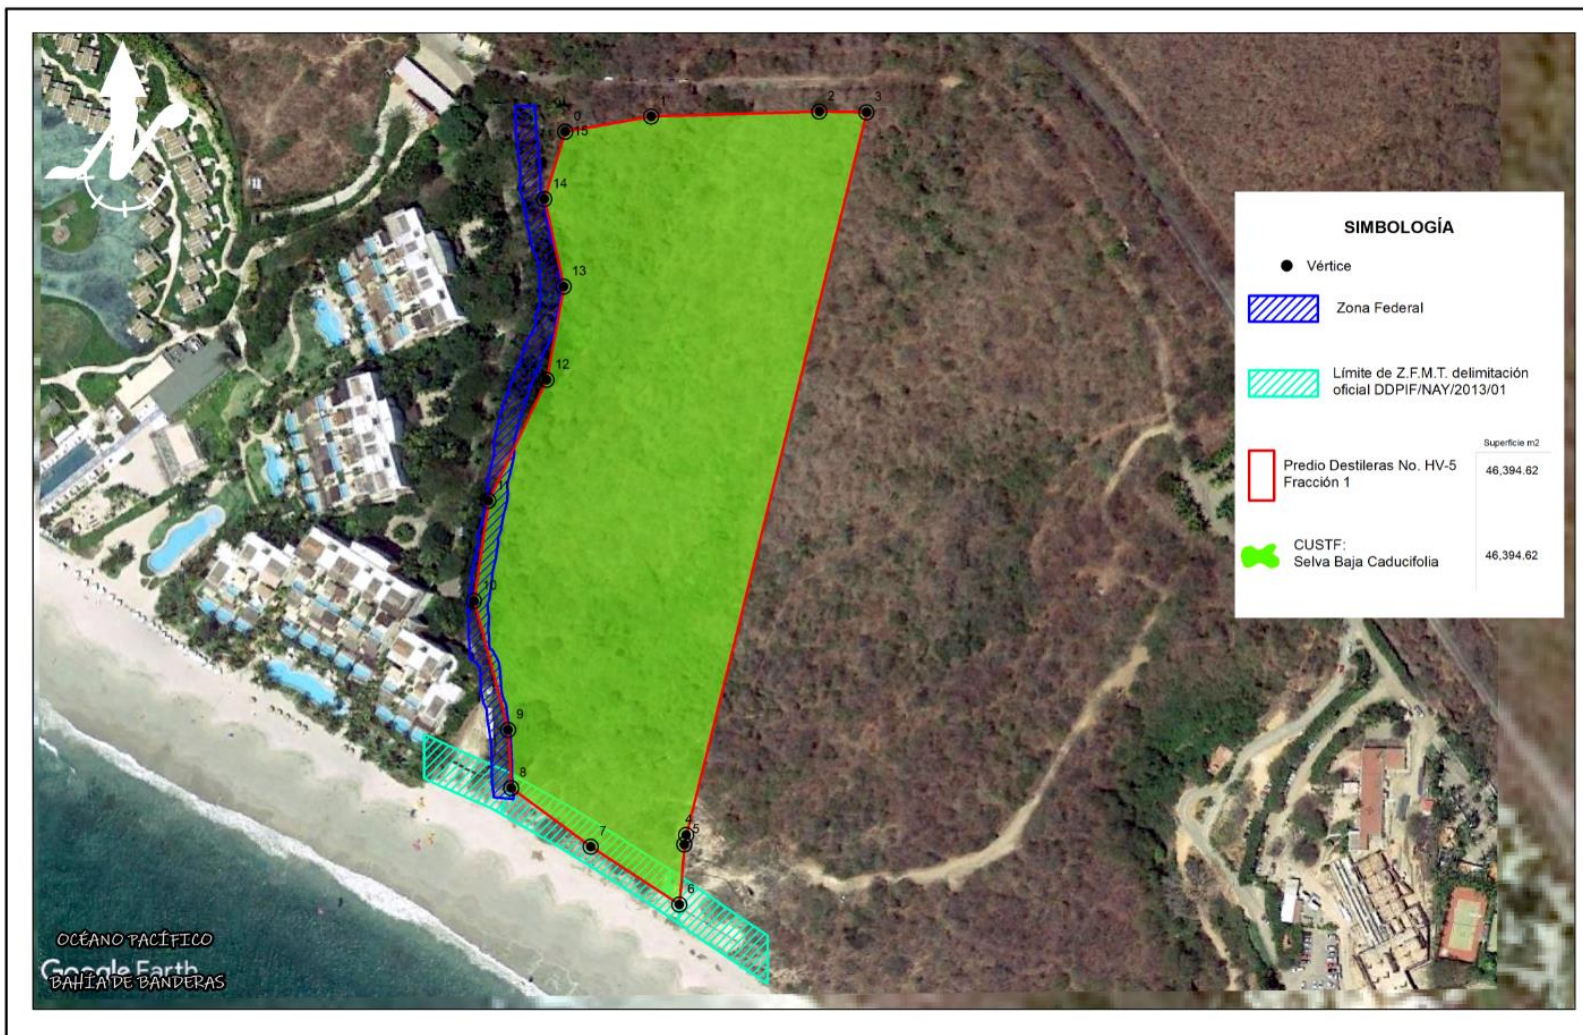 0
1
2
3
15
14
13
12
10
9
8
7
4
5
6
SIMBOLOGÍA
Vértice
Zona Federal
Límite de Z.F.M.T. delimitación
oficial DDPIF/NAY/2013/01
Superficie m2
Predio Destileras No. HV-5
Fracción 1
46,394.62
CUSTF:
Selva Baja Caducifolia
46,394.62
OCÉANO PACÍFICO
Google Earth
BAHÍA DE BANDERAS